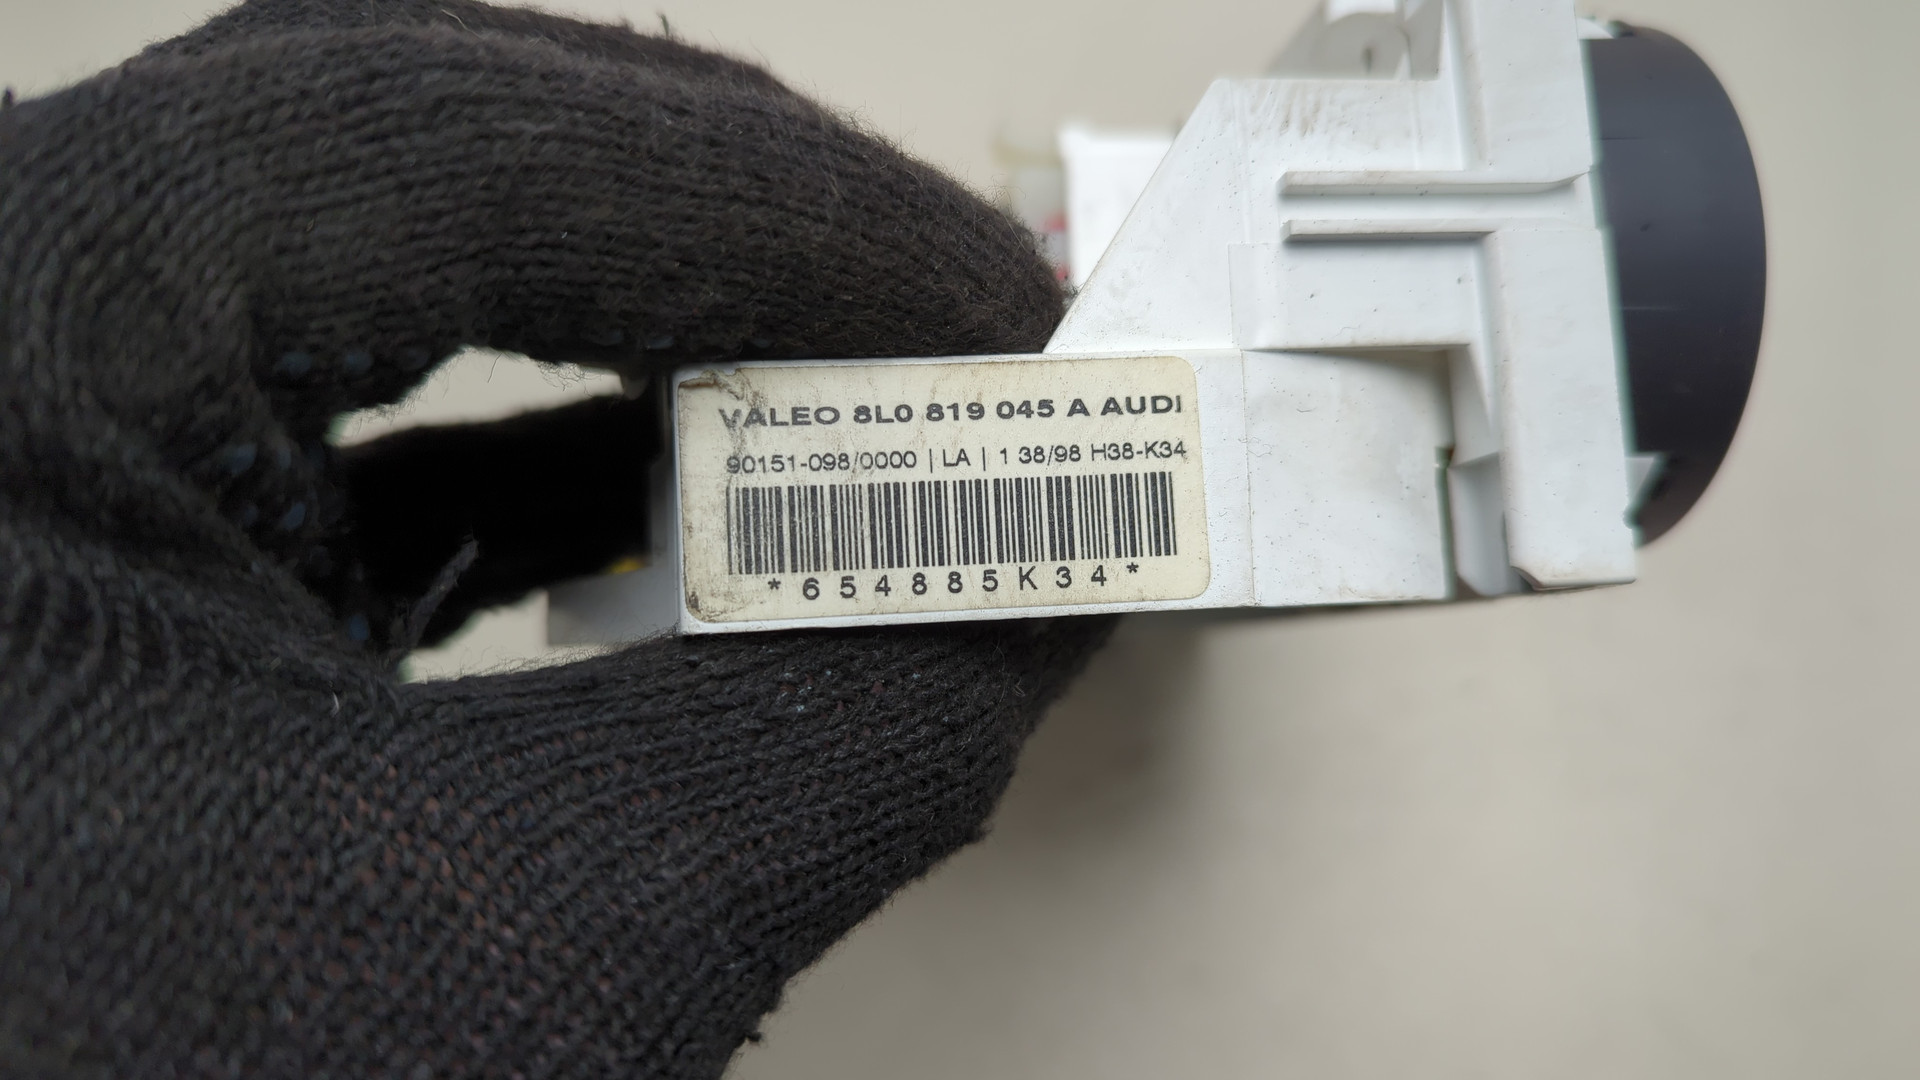 VALEO 8L0 819 045 A AUDI
90151-098/0000 | LA | 1 38/98 H38-K34
*654885K34*